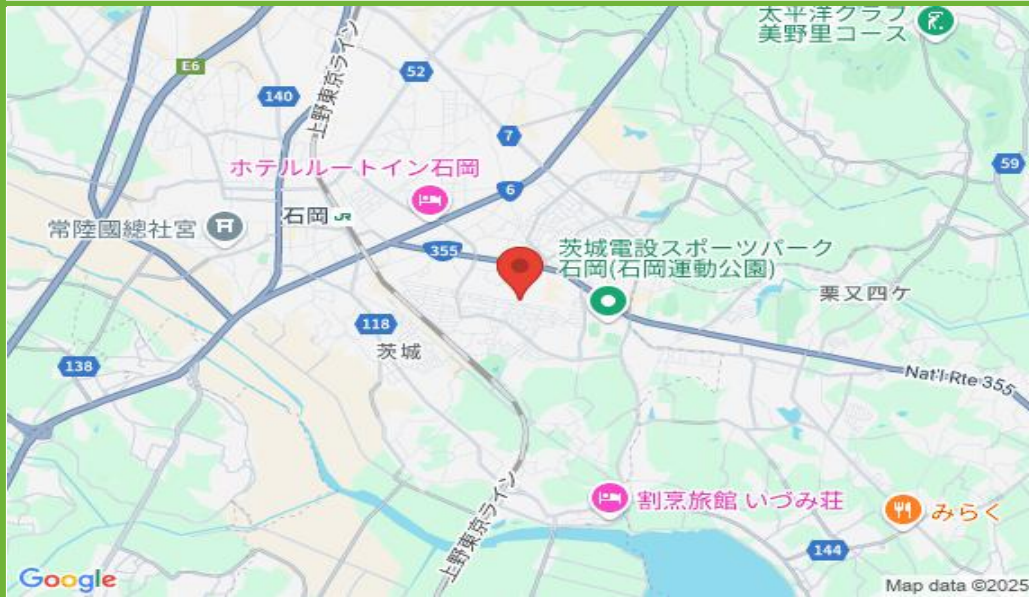 太平洋クラブ
美野里コース
E6
52
140
上野東京ライン
7
59
ホテルルートイン石岡
6
常陸國總社宮
石岡 JR
355
茨城電設スポーツパーク
石岡(石岡運動公園)
栗又四ケ
118
茨城
138
Nat'l Rte 355
上野東京ライン
割烹旅館 いづみ荘
みらく
144
Google
Map data ©2025